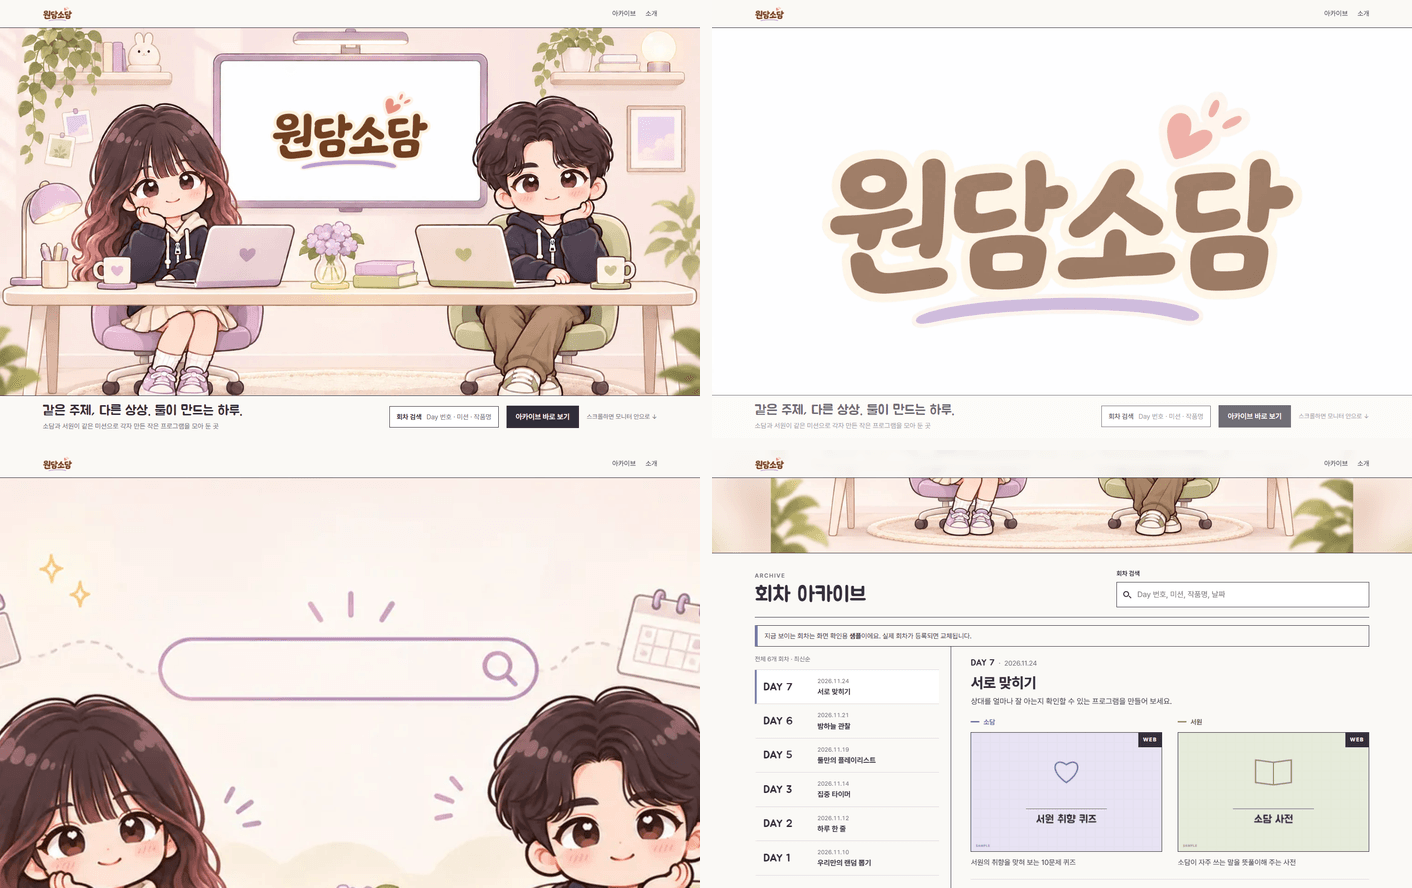 원담소담
아카이브 소개
원담소담
같은 주제, 다른 상상. 둘이 만드는 하루.
소담과 서원이 같은 미션으로 각자 만든 작은 프로그램을 모아 둔 곳
회차 검색 Day 번호 · 미션 · 작품명
아카이브 바로 보기
스크롤하면 모니터 안으로 ↓
원담소담
아카이브 소개
원담소담
같은 주제, 다른 상상. 둘이 만드는 하루.
소담과 서원이 같은 미션으로 각자 만든 작은 프로그램을 모아 둔 곳
회차 검색 Day 번호 · 미션 · 작품명
아카이브 바로 보기
스크롤하면 모니터 안으로 ↓
원담소담
아카이브 소개
원담소담
아카이브 소개
ARCHIVE
회차 아카이브
회차 검색
Day 번호, 미션, 작품명, 날짜
지금 보이는 회차는 화면 확인용 샘플이에요. 실제 회차가 등록되면 교체됩니다.
전체 6개 회차 · 최신순
DAY 7 2026.11.24
서로 맞히기
DAY 6 2026.11.21
밤하늘 관찰
DAY 5 2026.11.19
둘만의 플레이리스트
DAY 3 2026.11.14
집중 타이머
DAY 2 2026.11.12
하루 한 줄
DAY 1 2026.11.10
우리만의 랜덤 뽑기
DAY 7 · 2026.11.24
서로 맞히기
상대를 얼마나 잘 아는지 확인할 수 있는 프로그램을 만들어 보세요.
소담
WEB
서원 취향 퀴즈
SAMPLE
서원의 취향을 맞혀 보는 10문제 퀴즈
서원
WEB
소담 사전
SAMPLE
소담이 자주 쓰는 말을 뜻풀이해 주는 사전